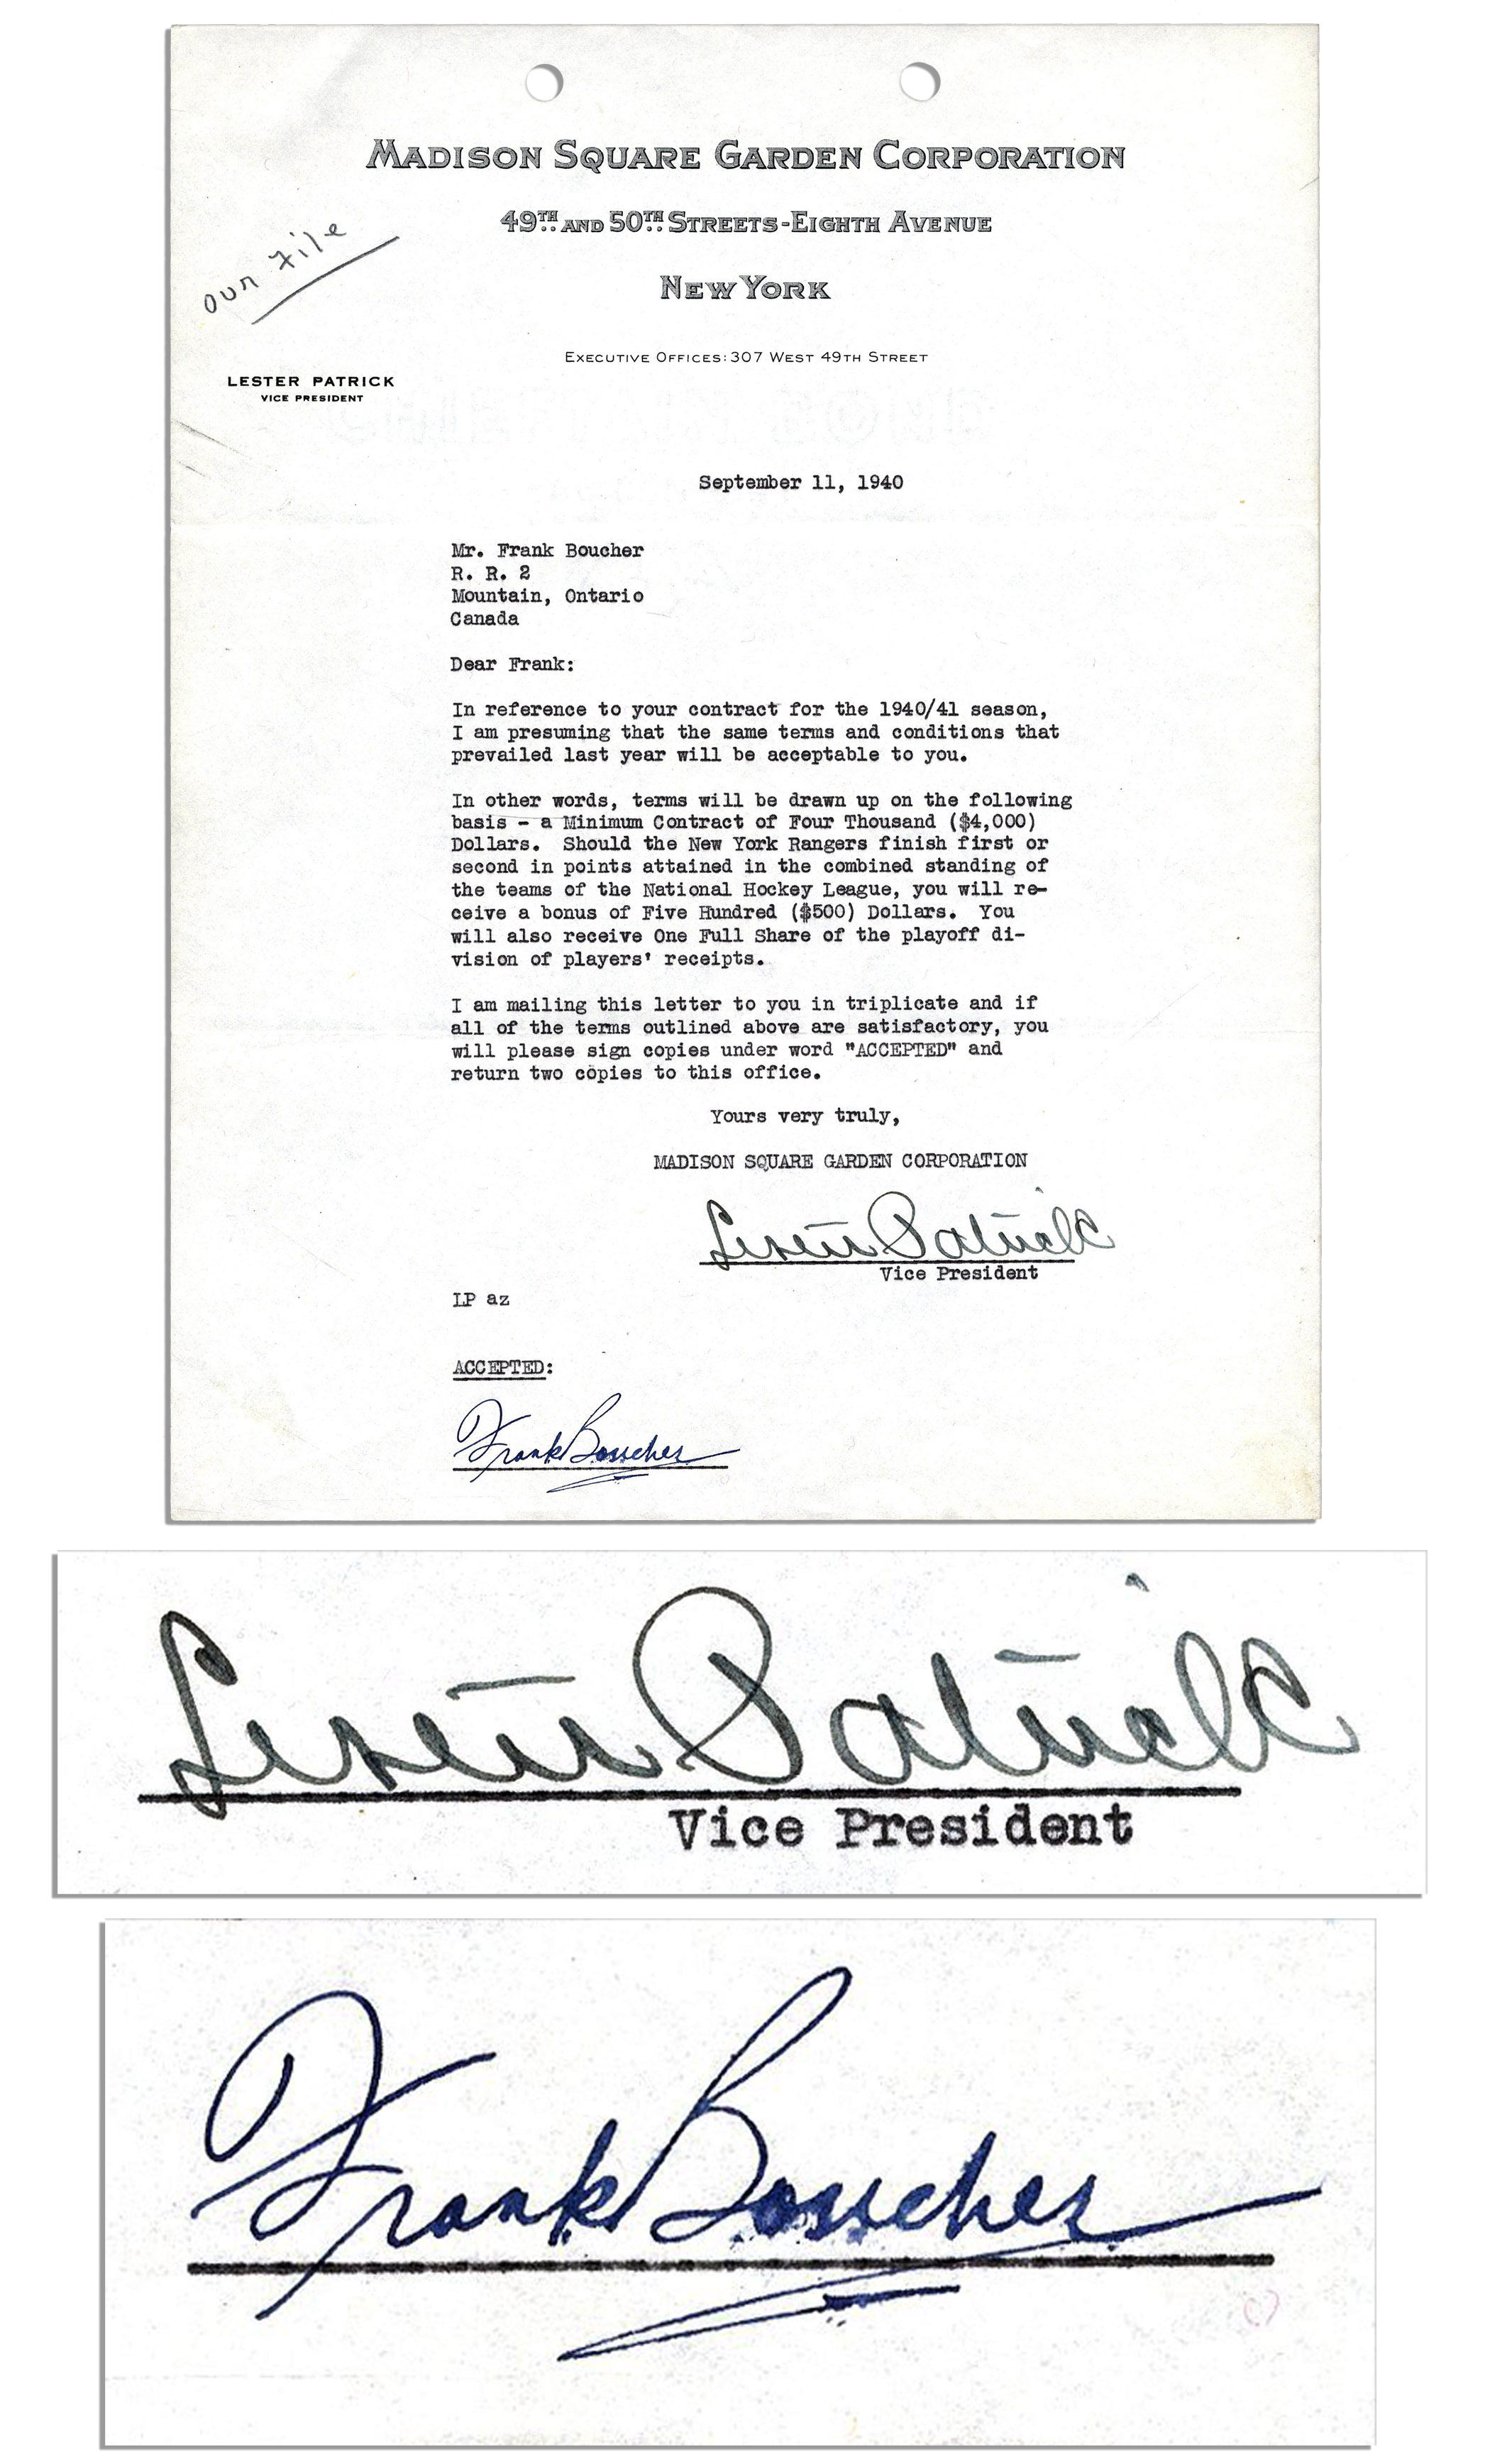 MADISON SQUARE GARDEN CORPORATION
49TH AND 50TH STREETS-EIGHTH AVENUE
NEW YORK
our file
EXECUTIVE OFFICES: 307 WEST 49TH STREET
LESTER PATRICK
VICE PRESIDENT
September 11, 1940
Mr. Frank Boucher
R. R. 2
Mountain, Ontario
Canada
Dear Frank:
In reference to your contract for the 1940/41 season,
I am presuming that the same terms and conditions that
prevailed last year will be acceptable to you.
In other words, terms will be drawn up on the following
basis - a Minimum Contract of Four Thousand ($4,000)
Dollars. Should the New York Rangers finish first or
second in points attained in the combined standing of
the teams of the National Hockey League, you will re-
ceive a bonus of Five Hundred ($500) Dollars. You
will also receive One Full Share of the playoff di-
vision of players' receipts.
I am mailing this letter to you in triplicate and if
all of the terms outlined above are satisfactory, you
will please sign copies under word "ACCEPTED" and
return two copies to this office.
Yours very truly,
MADISON SQUARE GARDEN CORPORATION
Lester Patrick
Vice President
LP az
ACCEPTED:
Frank Boucher
Lester Patrick
Vice President
Frank Boucher